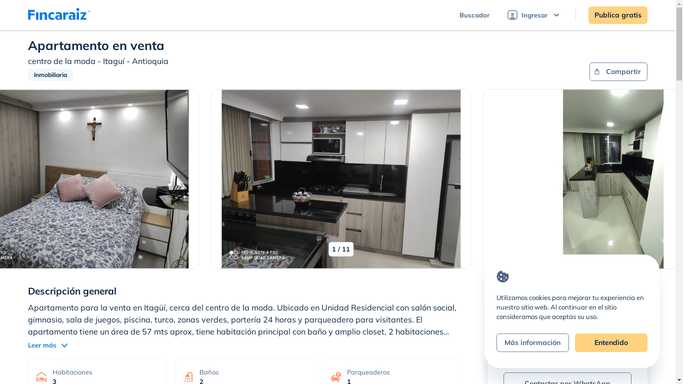 Fincaraiz
Buscador
Ingresar
Publica gratis
Apartamento en venta
centro de la moda - Itaguí - Antioquia
Inmobiliaria
Compartir
1 / 11
Descripción general
Apartamento para la venta en Itagüí, cerca del centro de la moda. Ubicado en Unidad Residencial con salón social,
gimnasio, sala de juegos, piscina, turco, zonas verdes, portería 24 horas y parqueadero para visitantes. El
apartamento tiene un área de 57 mts aprox, tiene habitación principal con baño y amplio closet, 2 habitaciones...
Leer más
Habitaciones
3
Baños
2
Parqueaderos
1
Utilizamos cookies para mejorar tu experiencia en
nuestro sitio web. Al continuar en el sitio
consideramos que aceptas su uso.
Más información
Entendido
Contactar por WhatsApp